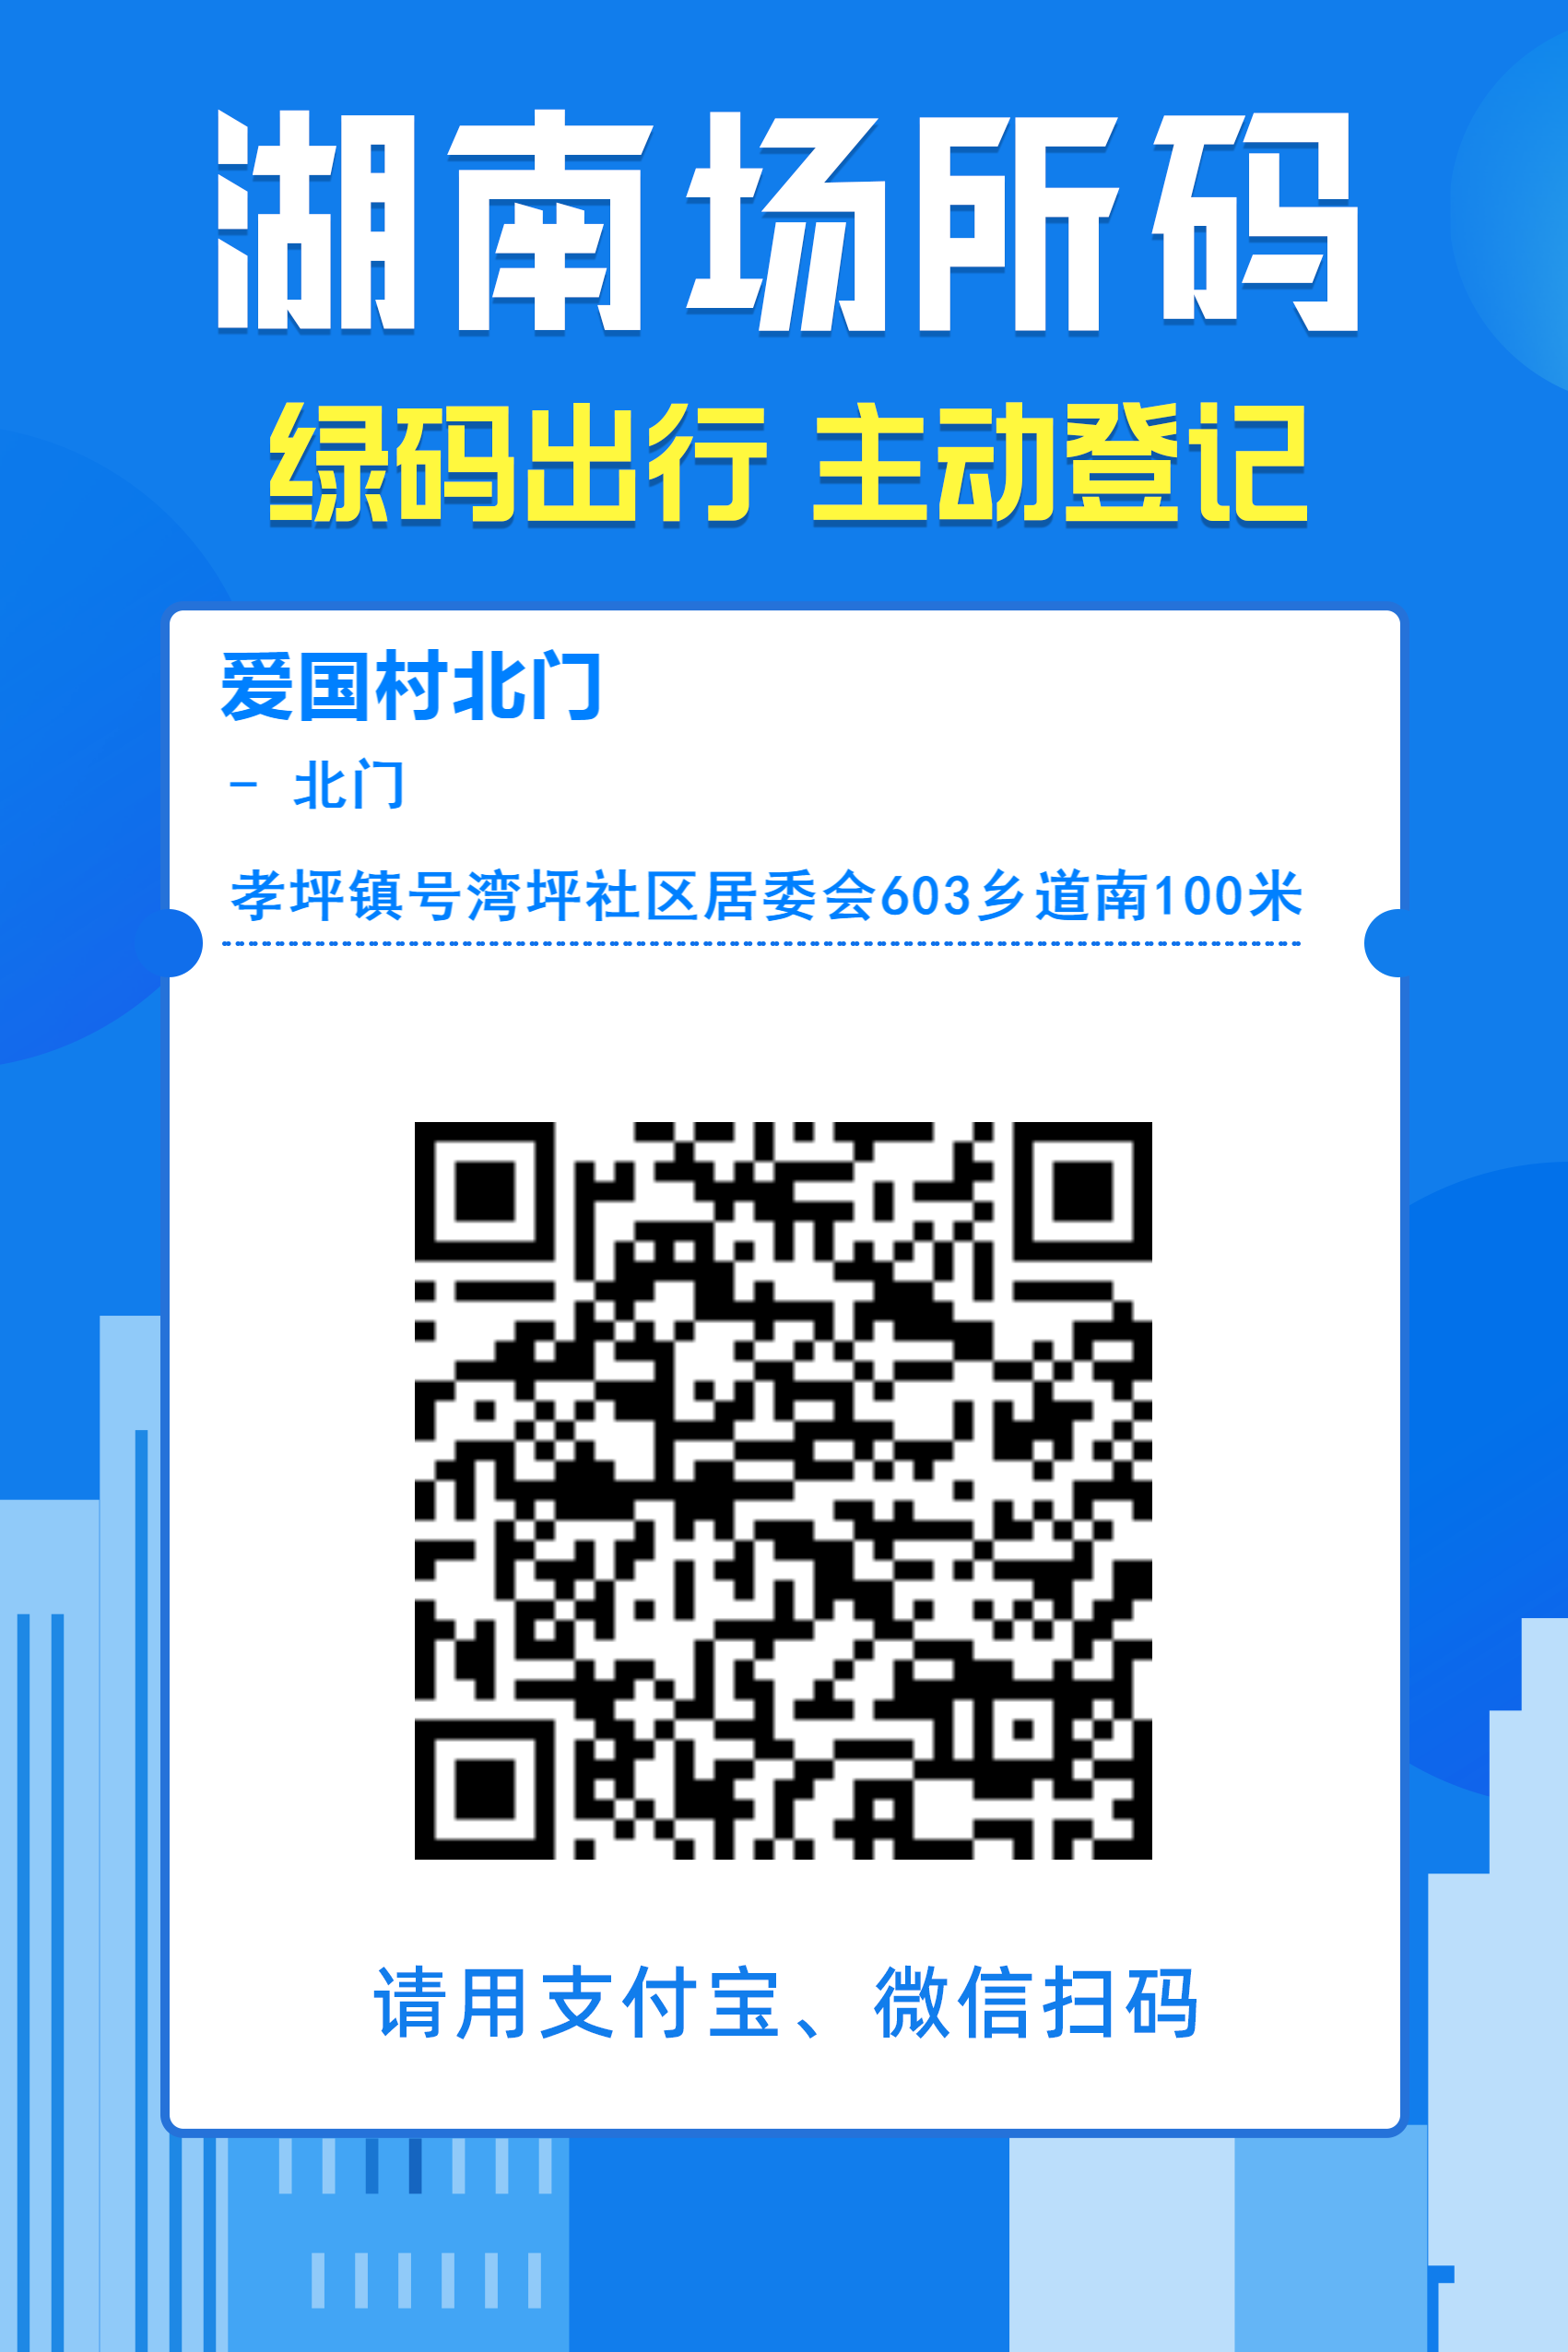 湖南场所码
绿码出行 主动登记
爱国村北门
– 北门
孝坪镇号湾坪社区居委会603乡道南100米
请用支付宝、微信扫码